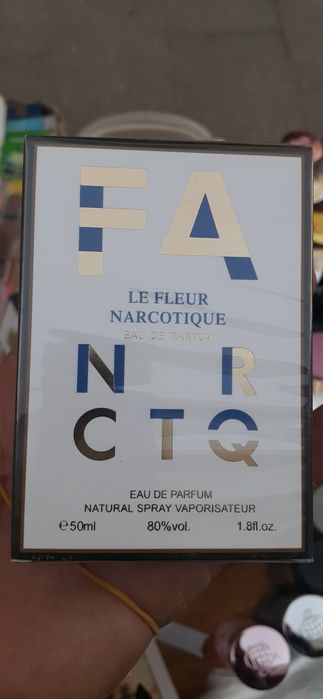 FA
LE FLEUR
NARCOTIQUE
EAU DE PARFUM
N R
C T Q
EAU DE PARFUM
NATURAL SPRAY VAPORISATEUR
℮50ml 80%vol. 1.8fl.oz.